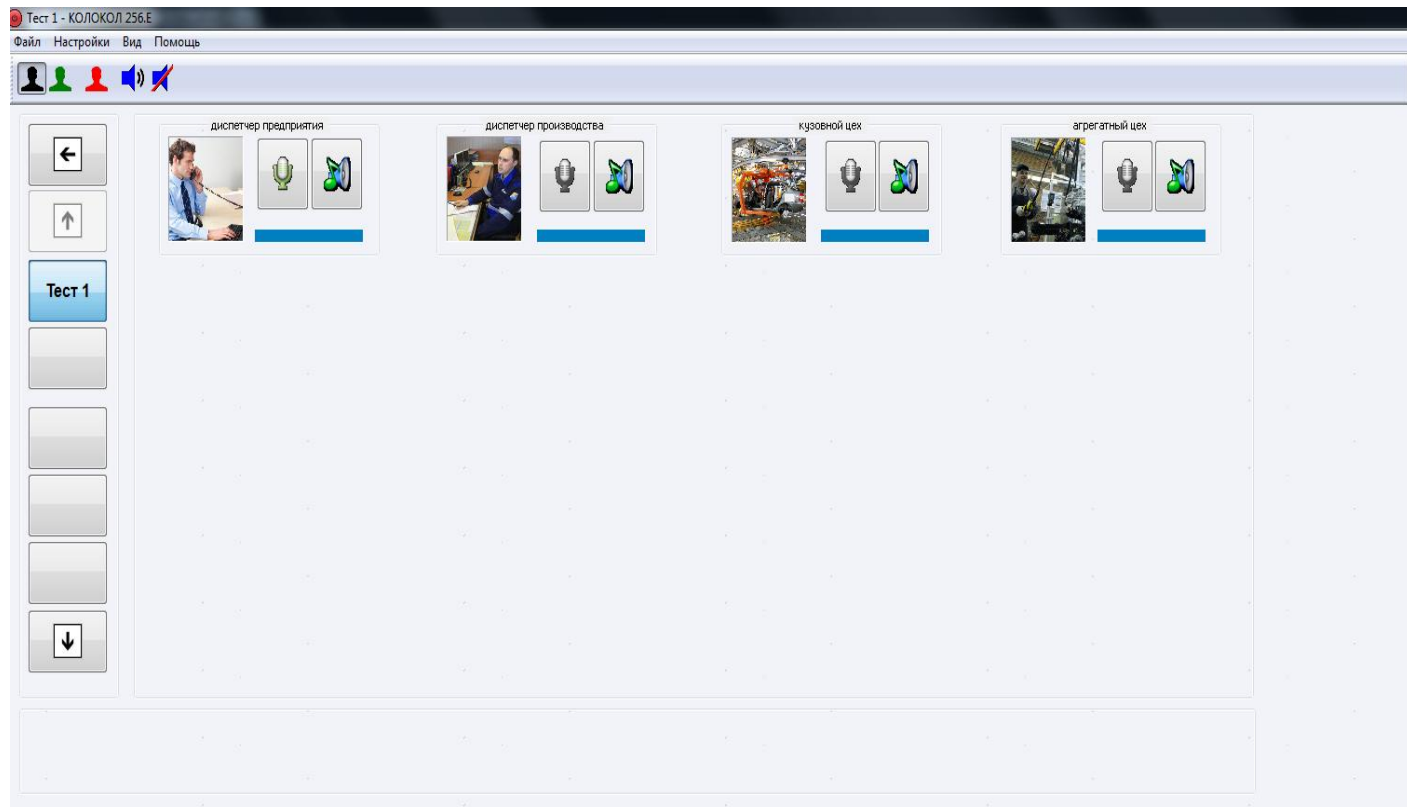 Тест 1 - КОЛОКОЛ 256.E
Файл Настройки Вид Помощь
диспетчер предприятия
диспетчер производства
кузовной цех
агрегатный цех
Тест 1